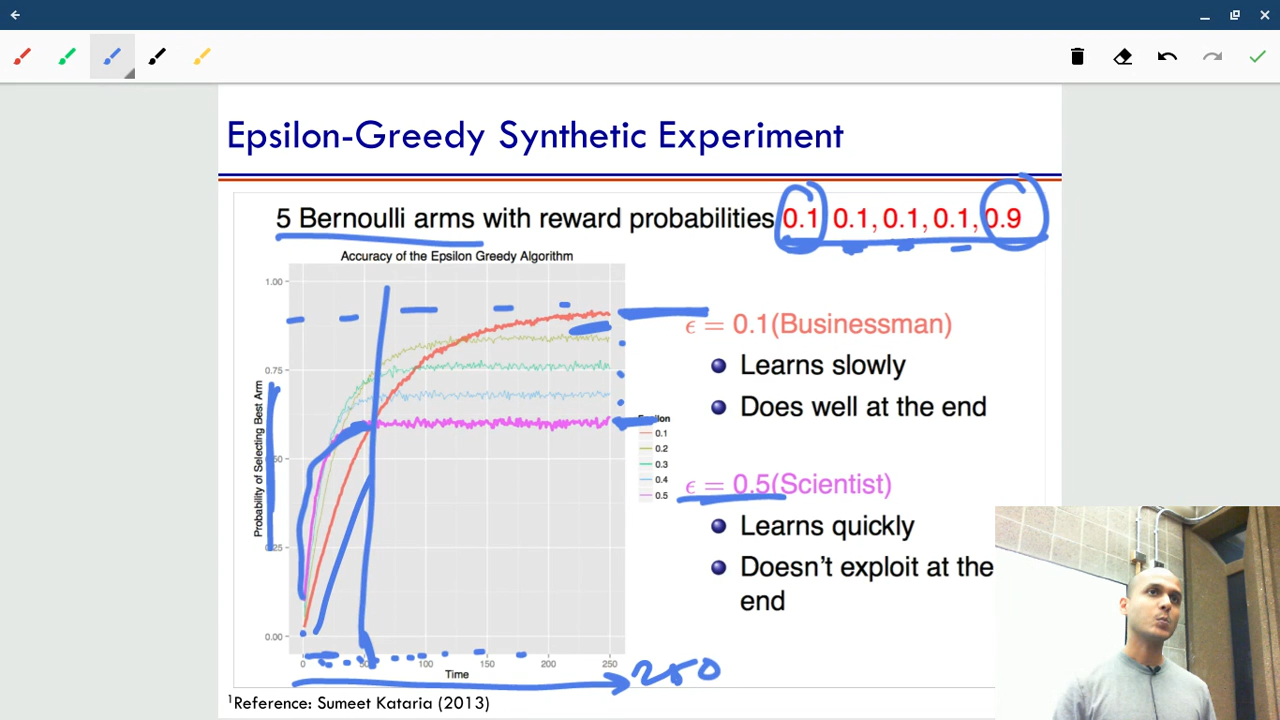 Epsilon-Greedy Synthetic Experiment
5 Bernoulli arms with reward probabilities 0.1, 0.1, 0.1, 0.1, 0.9
Accuracy of the Epsilon Greedy Algorithm
1.00
0.75
0.50
0.25
0.00
Probability of Selecting Best Arm
0 50 100 150 200 250
Time
250
Epsilon
0.1
0.2
0.3
0.4
0.5
ϵ = 0.1(Businessman)
Learns slowly
Does well at the end
ϵ = 0.5(Scientist)
Learns quickly
Doesn't exploit at the
end
1Reference: Sumeet Kataria (2013)